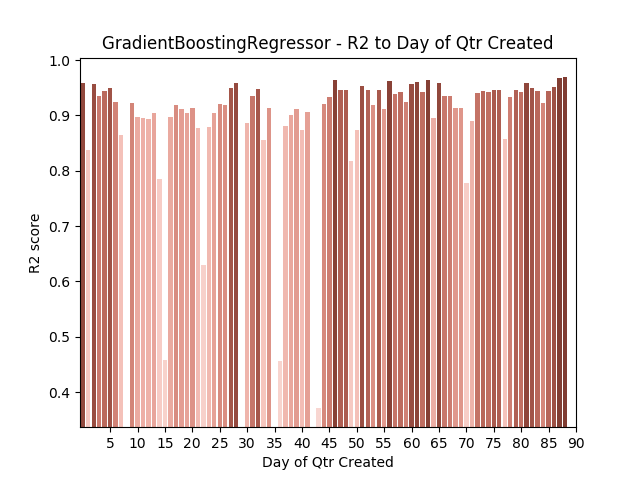 GradientBoostingRegressor - R2 to Day of Qtr Created
1.0
0.9
0.8
0.7
0.6
0.5
0.4
R2 score
5 10 15 20 25 30 35 40 45 50 55 60 65 70 75 80 85 90
Day of Qtr Created